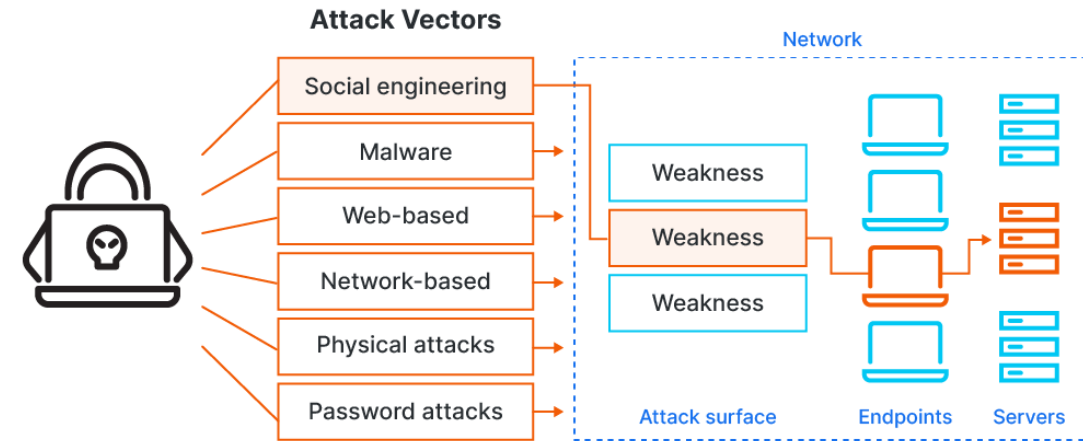 Attack Vectors
Network
Social engineering
Malware
Web-based
Network-based
Physical attacks
Password attacks
Weakness
Weakness
Weakness
Attack surface
Endpoints
Servers